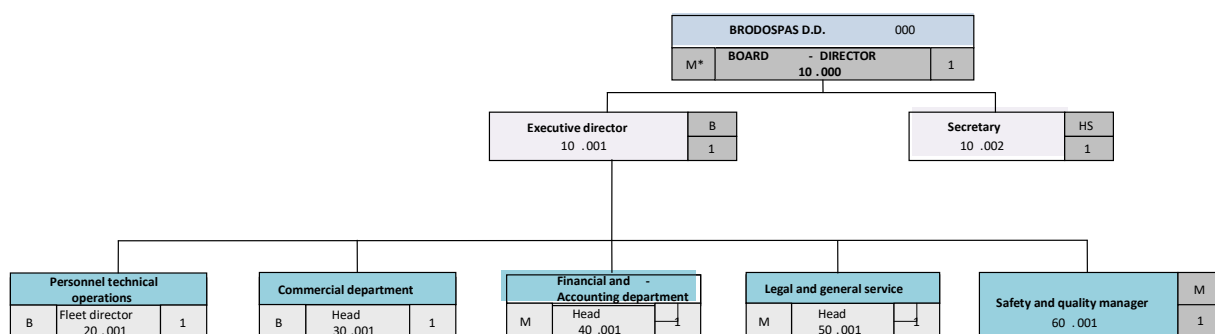 BRODOSPAS D.D. 000
M* BOARD - DIRECTOR 1
10 .000
Executive director B
10 .001 1
Secretary HS
10 .002 1
Personnel technical
operations
B Fleet director 1
20 .001
Commercial department
B Head 1
30 .001
Financial and -
Accounting department
M Head 1
40 .001
Legal and general service
M Head 1
50 .001
Safety and quality manager M
60 .001 1